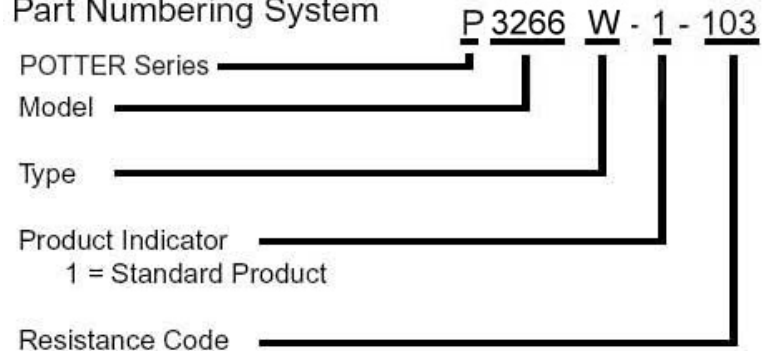 Part Numbering System
P 3266 W - 1 - 103
POTTER Series
Model
Type
Product Indicator
1 = Standard Product
Resistance Code